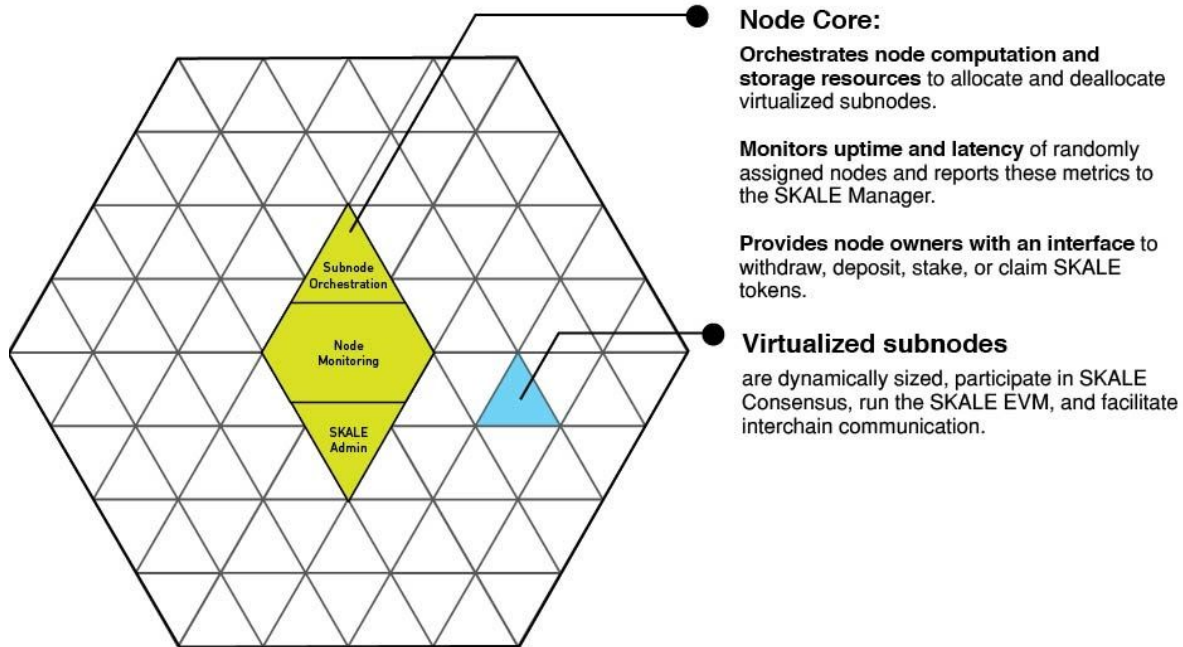 Node Core:
Orchestrates node computation and
storage resources to allocate and deallocate
virtualized subnodes.
Monitors uptime and latency of randomly
assigned nodes and reports these metrics to
the SKALE Manager.
Provides node owners with an interface to
withdraw, deposit, stake, or claim SKALE
tokens.
Subnode
Orchestration
Node
Monitoring
SKALE
Admin
Virtualized subnodes
are dynamically sized, participate in SKALE
Consensus, run the SKALE EVM, and facilitate
interchain communication.